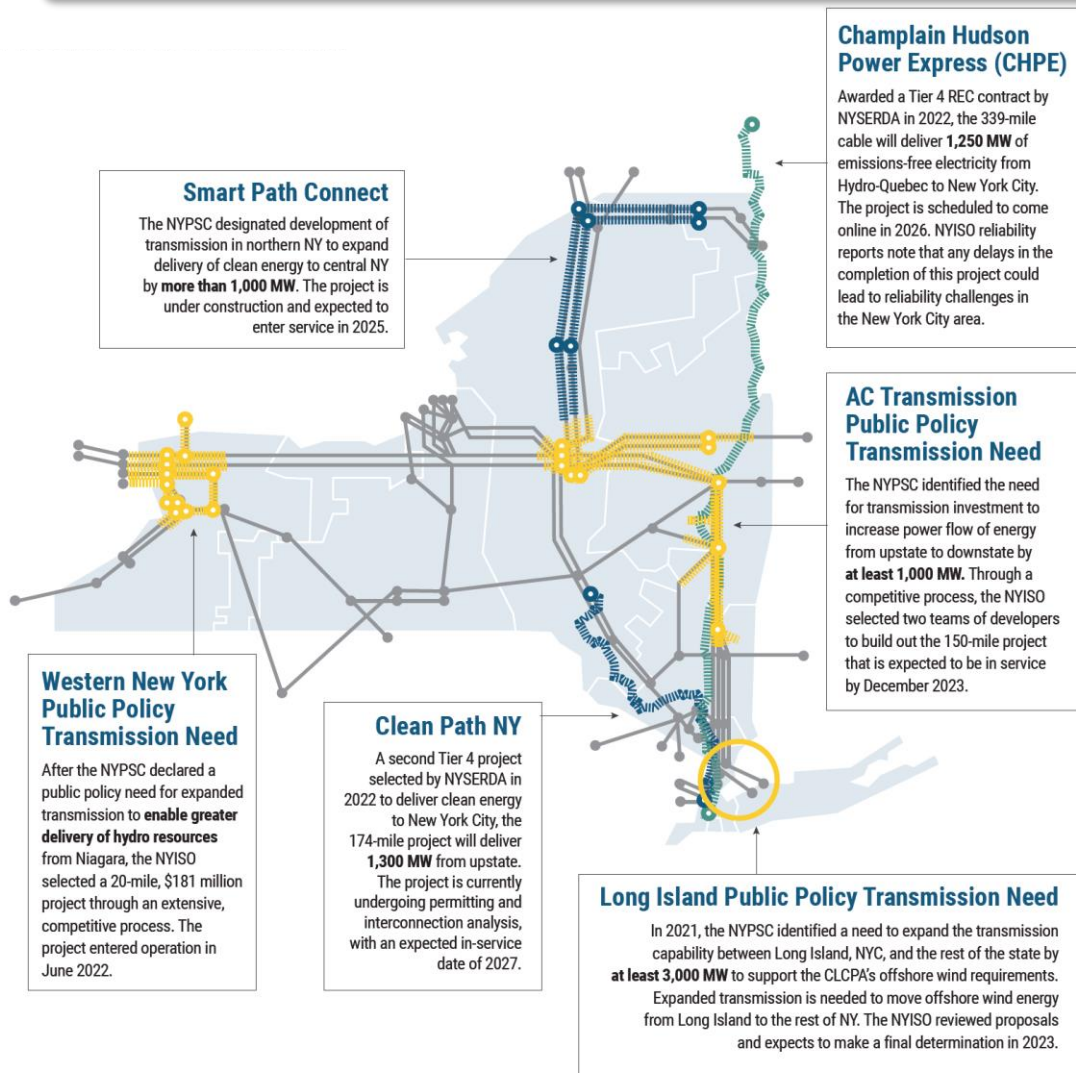 Champlain Hudson
Power Express (CHPE)
Awarded a Tier 4 REC contract by
NYSERDA in 2022, the 339-mile
cable will deliver 1,250 MW of
emissions-free electricity from
Hydro-Quebec to New York City.
The project is scheduled to come
online in 2026. NYISO reliability
reports note that any delays in the
completion of this project could
lead to reliability challenges in
the New York City area.
Smart Path Connect
The NYPSC designated development of
transmission in northern NY to expand
delivery of clean energy to central NY
by more than 1,000 MW. The project is
under construction and expected to
enter service in 2025.
AC Transmission
Public Policy
Transmission Need
The NYPSC identified the need
for transmission investment to
increase power flow of energy
from upstate to downstate by
at least 1,000 MW. Through a
competitive process, the NYISO
selected two teams of developers
to build out the 150-mile project
that is expected to be in service
by December 2023.
Western New York
Public Policy
Transmission Need
After the NYPSC declared a
public policy need for expanded
transmission to enable greater
delivery of hydro resources
from Niagara, the NYISO
selected a 20-mile, $181 million
project through an extensive,
competitive process. The
project entered operation in
June 2022.
Clean Path NY
A second Tier 4 project
selected by NYSERDA in
2022 to deliver clean energy
to New York City, the
174-mile project will deliver
1,300 MW from upstate.
The project is currently
undergoing permitting and
interconnection analysis,
with an expected in-service
date of 2027.
Long Island Public Policy Transmission Need
In 2021, the NYPSC identified a need to expand the transmission
capability between Long Island, NYC, and the rest of the state by
at least 3,000 MW to support the CLCPA's offshore wind requirements.
Expanded transmission is needed to move offshore wind energy
from Long Island to the rest of NY. The NYISO reviewed proposals
and expects to make a final determination in 2023.